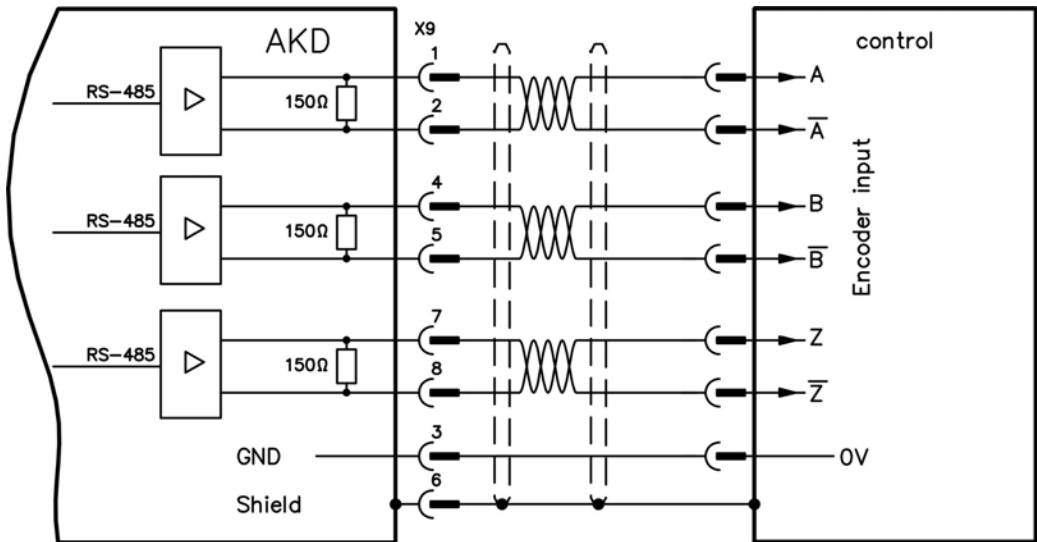 AKD
X9
control
RS-485
150Ω
1
2
A
A̅
RS-485
150Ω
4
5
B
B̅
Encoder input
RS-485
150Ω
7
8
Z
Z̅
GND
3
0V
Shield
6